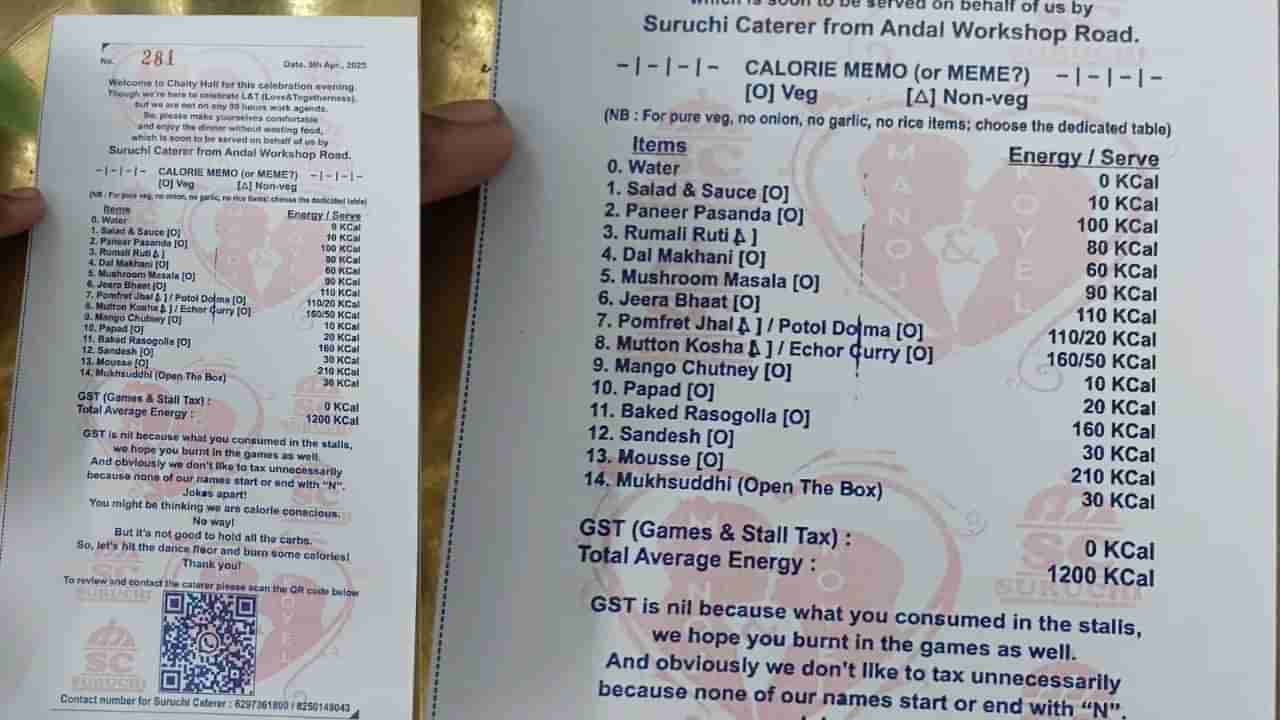 No. 281
Date. 9th Apr., 2025
Welcome to Chaity Hall for this celebration evening.
Though we're here to celebrate L&T (Love&Togetherness),
but we are not on any 90 hours work agenda.
So, please make yourselves comfortable
and enjoy the dinner without wasting food,
which is soon to be served on behalf of us by
Suruchi Caterer from Andal Workshop Road.
–|–|–|– CALORIE MEMO (or MEME?) –|–|–|–
[O] Veg [Δ] Non-veg
(NB : For pure veg, no onion, no garlic, no rice items; choose the dedicated table)
Items Energy / Serve
0. Water 0 KCal
1. Salad & Sauce [O] 10 KCal
2. Paneer Pasanda [O] 100 KCal
3. Rumali Ruti Δ ] 80 KCal
4. Dal Makhani [O] 60 KCal
5. Mushroom Masala [O] 90 KCal
6. Jeera Bhaat [O] 110 KCal
7. Pomfret Jhal Δ ] / Potol Dolma [O] 110/20 KCal
8. Mutton Kosha Δ ] / Echor Curry [O] 160/50 KCal
9. Mango Chutney [O] 10 KCal
10. Papad [O] 20 KCal
11. Baked Rasogolla [O] 160 KCal
12. Sandesh [O] 30 KCal
13. Mousse [O] 210 KCal
14. Mukhsuddhi (Open The Box) 30 KCal
GST (Games & Stall Tax) : 0 KCal
Total Average Energy : 1200 KCal
GST is nil because what you consumed in the stalls,
we hope you burnt in the games as well.
And obviously we don't like to tax unnecessarily
because none of our names start or end with “N”.
Jokes apart!
You might be thinking we are calorie conscious.
No way!
But it's not good to hold all the carbs.
So, let's hit the dance floor and burn some calories!
Thank you!
To review and contact the caterer please scan the QR code below
SC
SURUCHI
Contact number for Suruchi Caterer : 6297361800 / 8250149043
which is soon to be served on behalf of us by
Suruchi Caterer from Andal Workshop Road.
–|–|–|– CALORIE MEMO (or MEME?) –|–|–|–
[O] Veg [Δ] Non-veg
(NB : For pure veg, no onion, no garlic, no rice items; choose the dedicated table)
Items Energy / Serve
0. Water 0 KCal
1. Salad & Sauce [O] 10 KCal
2. Paneer Pasanda [O] 100 KCal
3. Rumali Ruti Δ ] 80 KCal
4. Dal Makhani [O] 60 KCal
5. Mushroom Masala [O] 90 KCal
6. Jeera Bhaat [O] 110 KCal
7. Pomfret Jhal Δ ] / Potol Dolma [O] 110/20 KCal
8. Mutton Kosha Δ ] / Echor Curry [O] 160/50 KCal
9. Mango Chutney [O] 10 KCal
10. Papad [O] 20 KCal
11. Baked Rasogolla [O] 160 KCal
12. Sandesh [O] 30 KCal
13. Mousse [O] 210 KCal
14. Mukhsuddhi (Open The Box) 30 KCal
GST (Games & Stall Tax) : 0 KCal
Total Average Energy : 1200 KCal
GST is nil because what you consumed in the stalls,
we hope you burnt in the games as well.
And obviously we don't like to tax unnecessarily
because none of our names start or end with “N”.
MANOJ & KOYEL
SC
SURUCHI